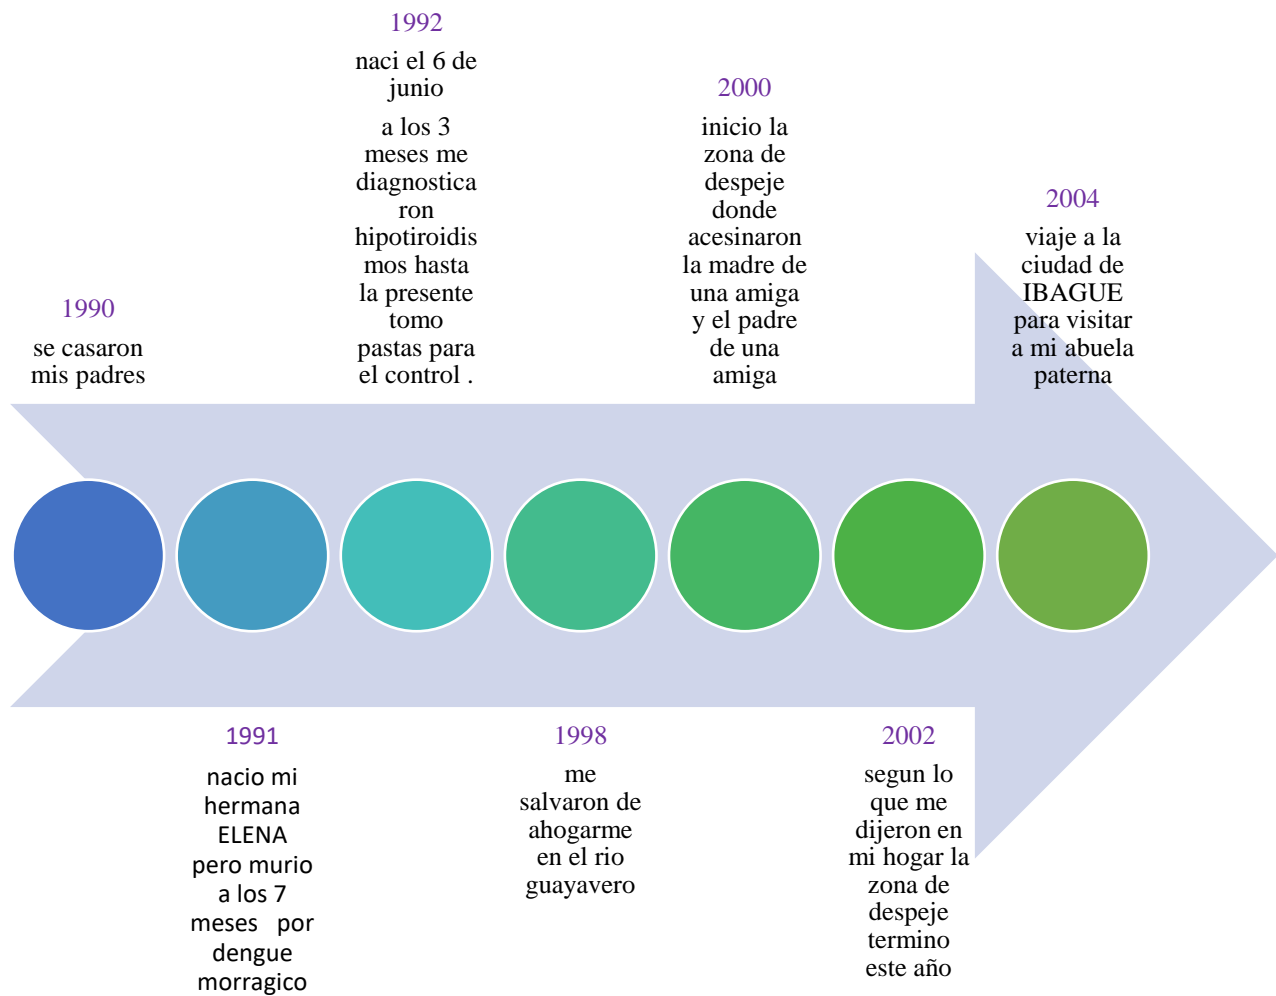 1990
se casaron
mis padres
1991
nacio mi
hermana
ELENA
pero murio
a los 7
meses por
dengue
morragico
1992
naci el 6 de
junio
a los 3
meses me
diagnostica
ron
hipotiroidis
mos hasta
la presente
tomo
pastas para
el control .
1998
me
salvaron de
ahogarme
en el rio
guayavero
2000
inicio la
zona de
despeje
donde
acesinaron
la madre de
una amiga
y el padre
de una
amiga
2002
segun lo
que me
dijeron en
mi hogar la
zona de
despeje
termino
este año
2004
viaje a la
ciudad de
IBAGUE
para visitar
a mi abuela
paterna